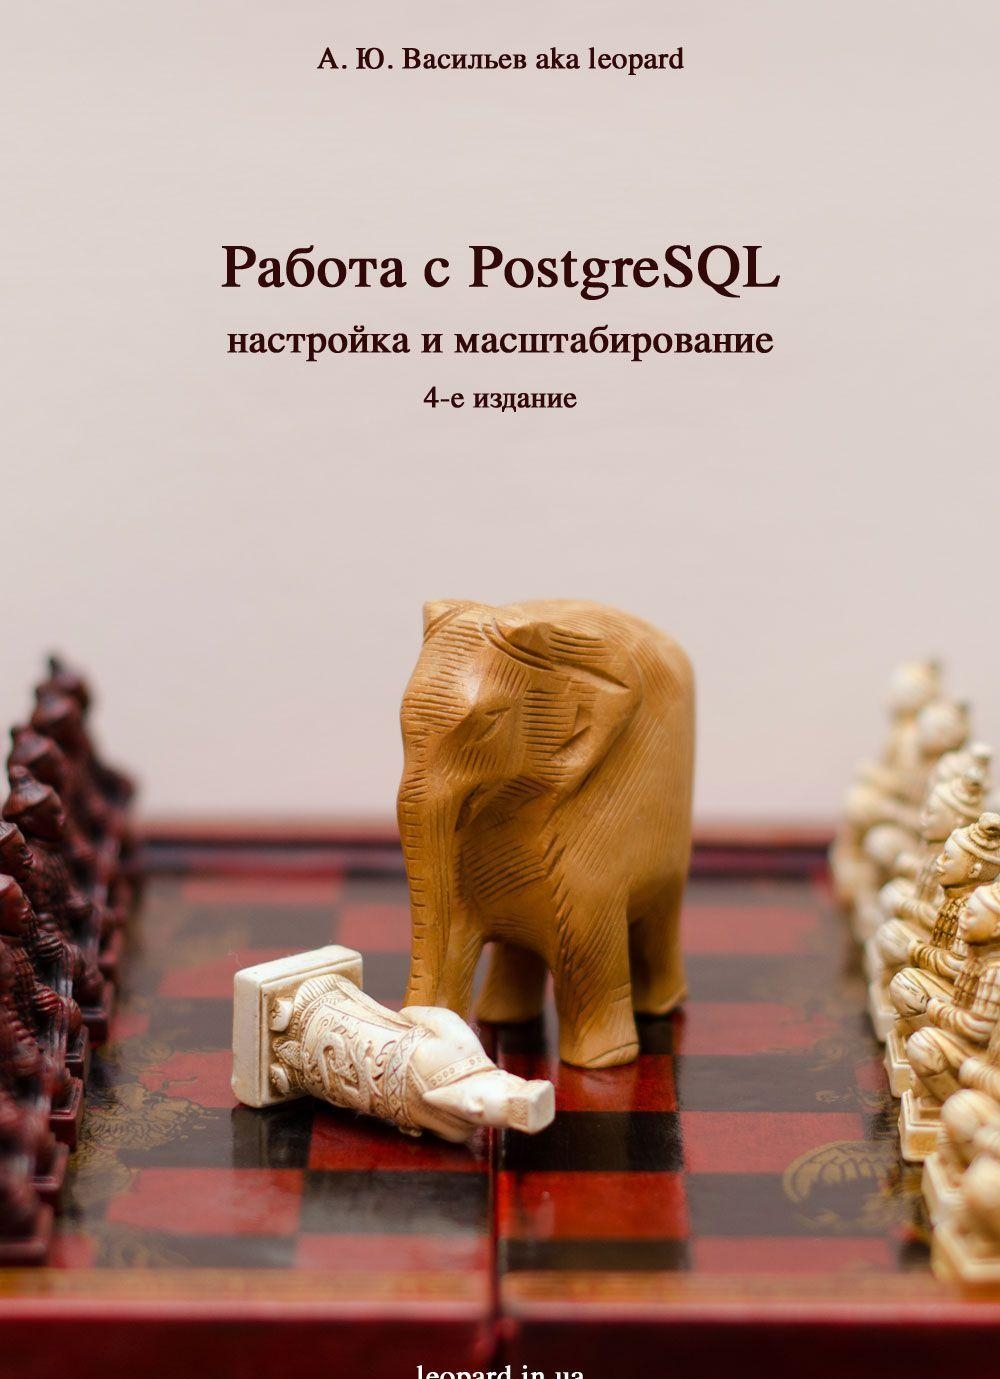 А. Ю. Васильев aka leopard
Работа с PostgreSQL
настройка и масштабирование
4-е издание
leopard.in.ua